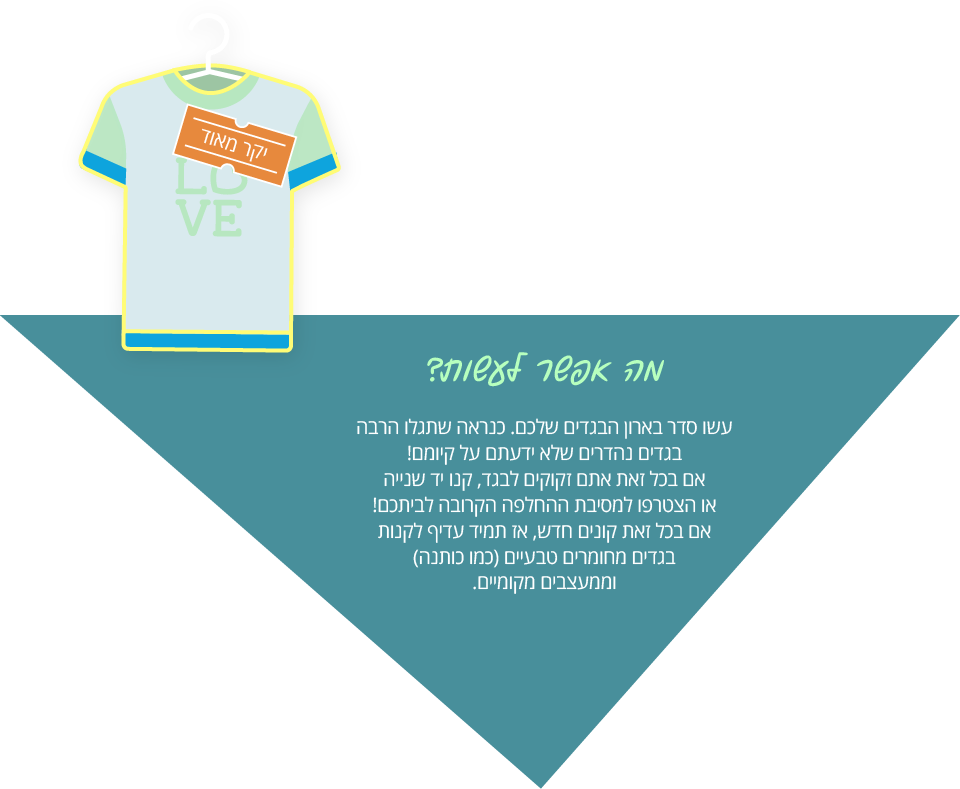 יקר מאוד
LO
VE
מה אפשר לעשות?
עשו סדר בארון הבגדים שלכם. כנראה שתגלו הרבה
בגדים נהדרים שלא ידעתם על קיומם!
אם בכל זאת אתם זקוקים לבגד, קנו יד שנייה
או הצטרפו למסיבת ההחלפה הקרובה לביתכם!
אם בכל זאת קונים חדש, אז תמיד עדיף לקנות
בגדים מחומרים טבעיים (כמו כותנה)
וממעצבים מקומיים.